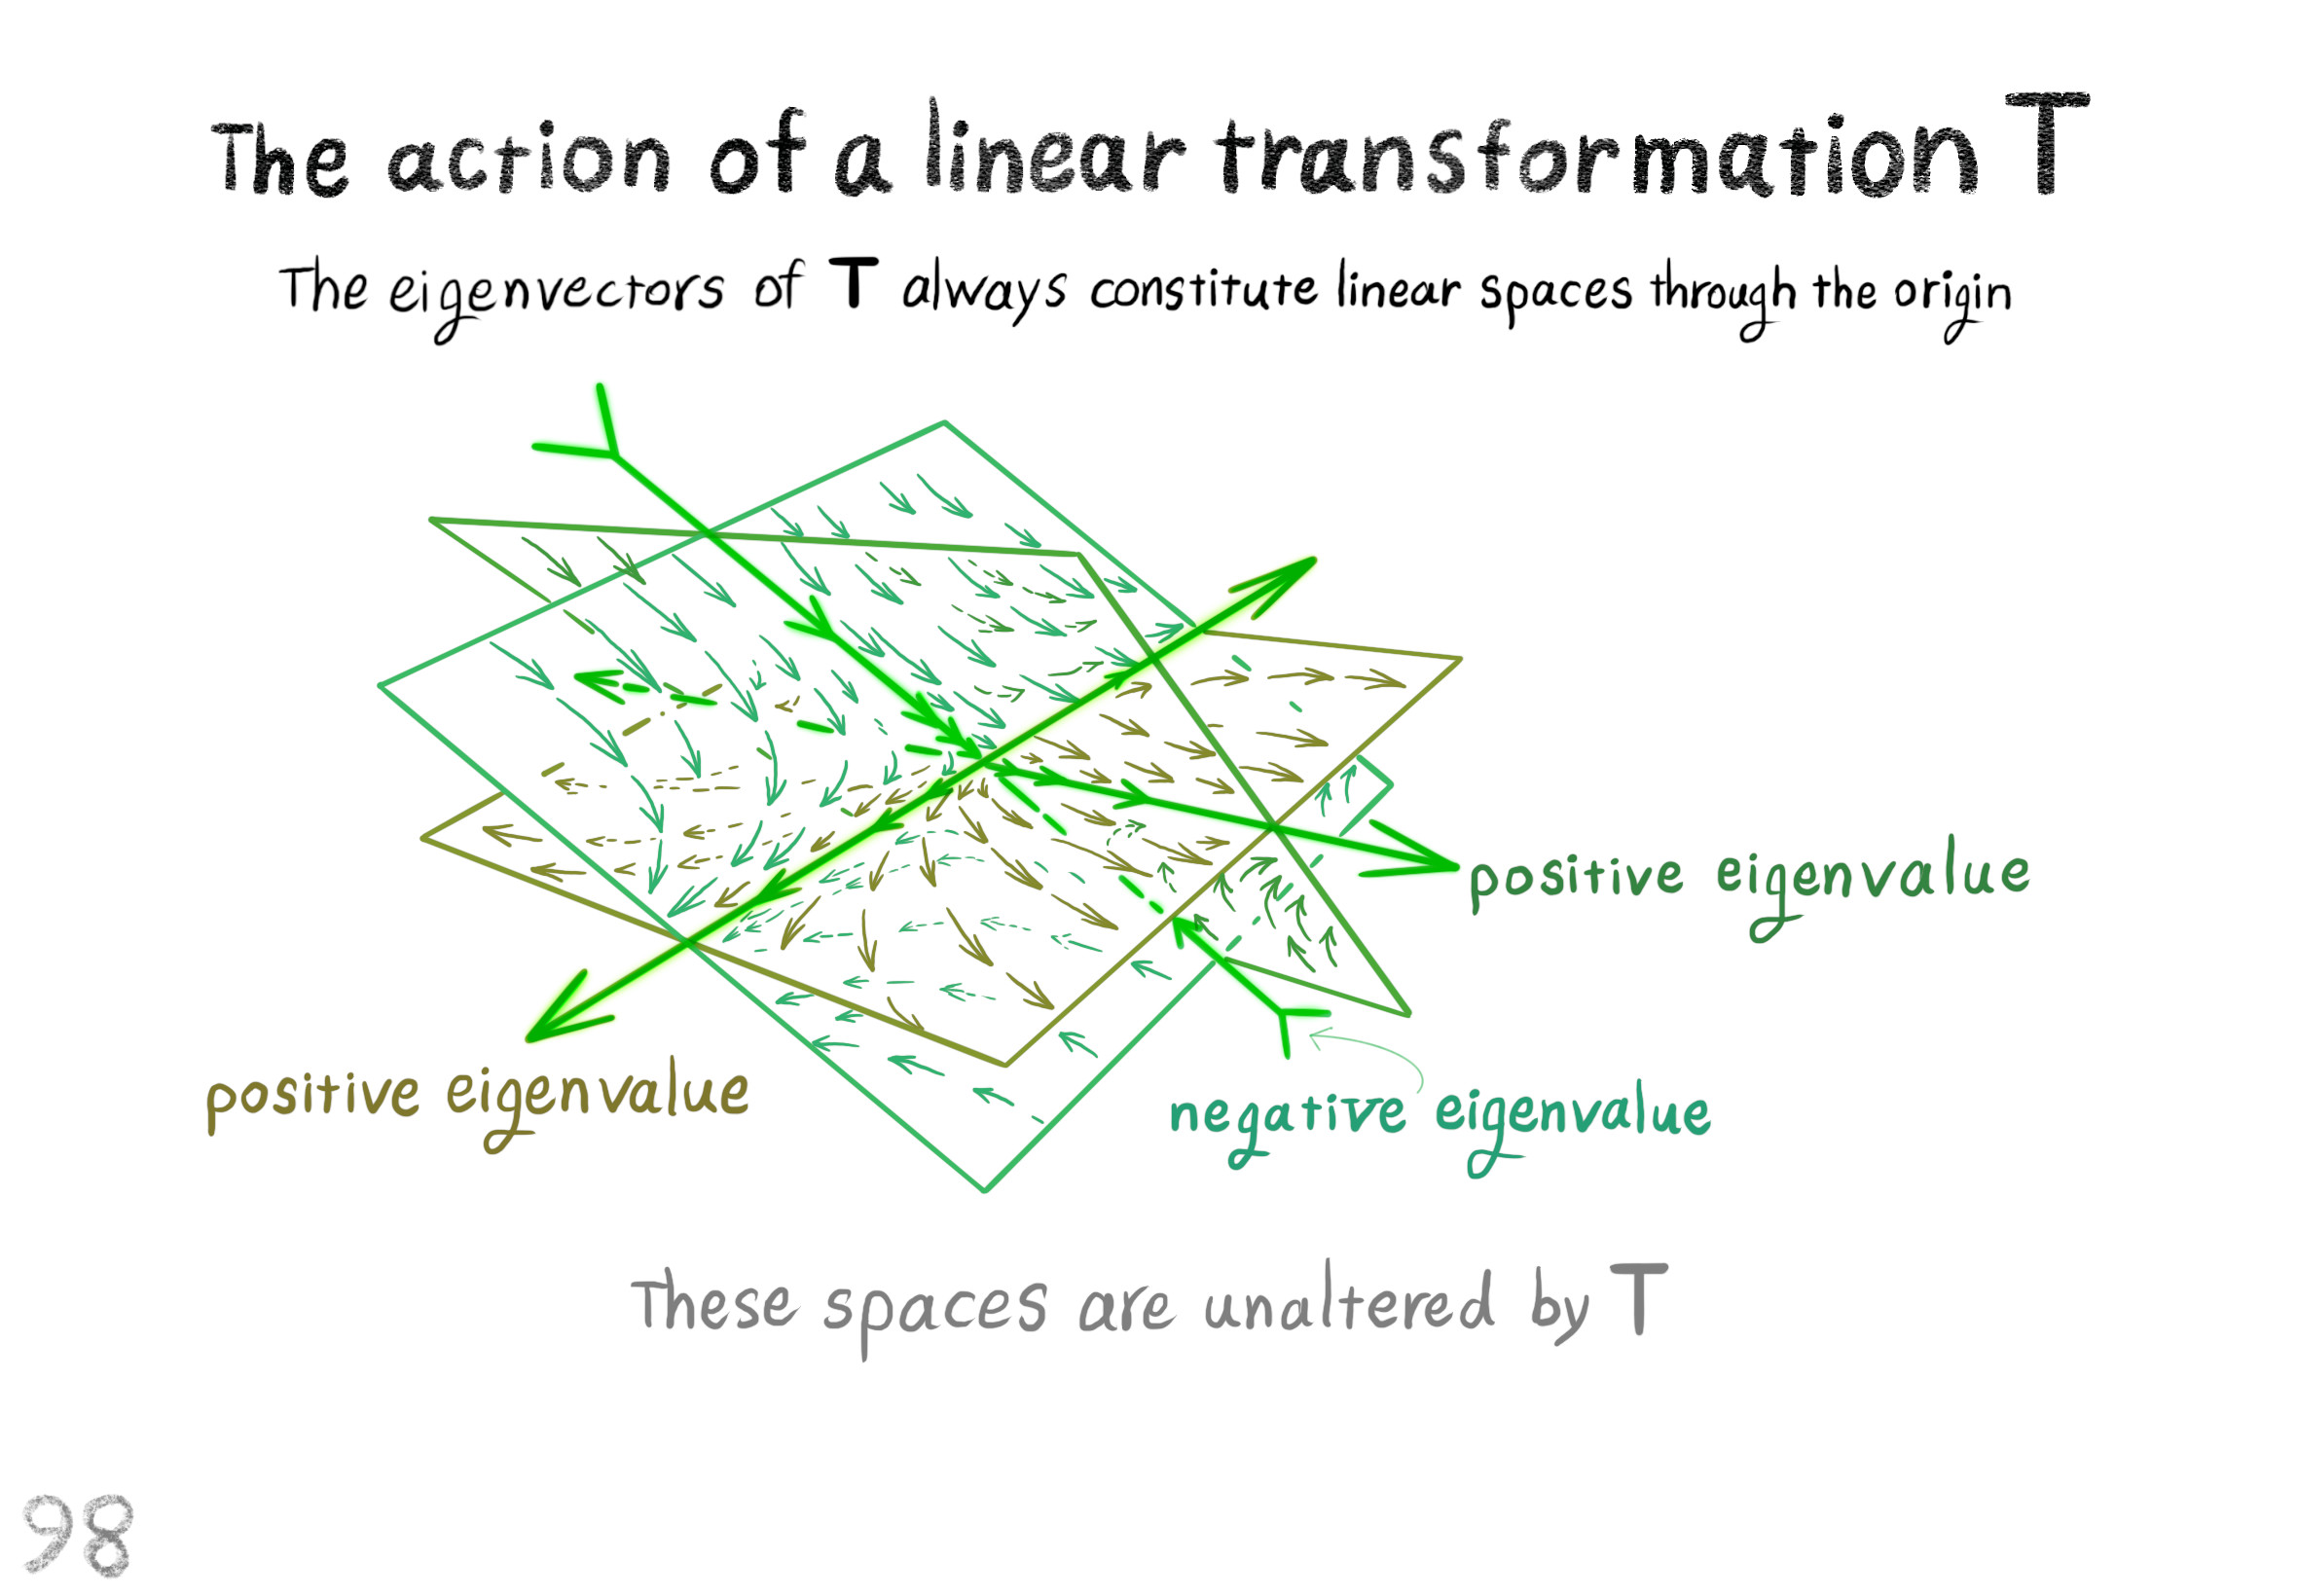 The action of a linear transformation T
The eigenvectors of T always constitute linear spaces through the origin
positive eigenvalue
positive eigenvalue
negative eigenvalue
These spaces are unaltered by T
98